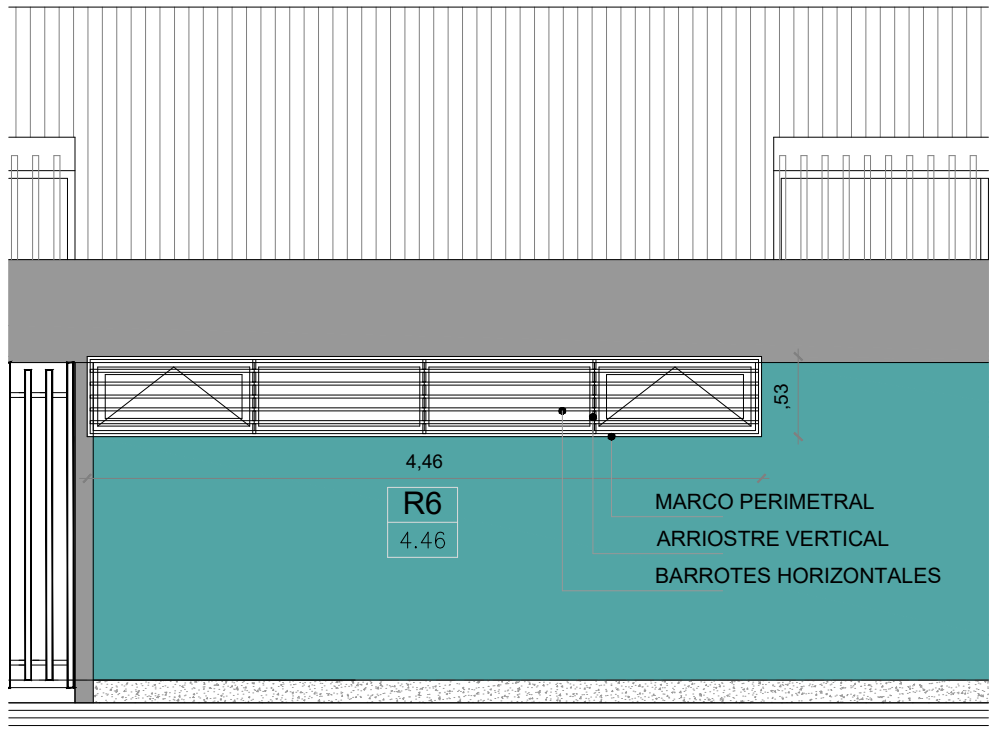 ,53
4,46
R6
4.46
MARCO PERIMETRAL
ARRIOSTRE VERTICAL
BARROTES HORIZONTALES